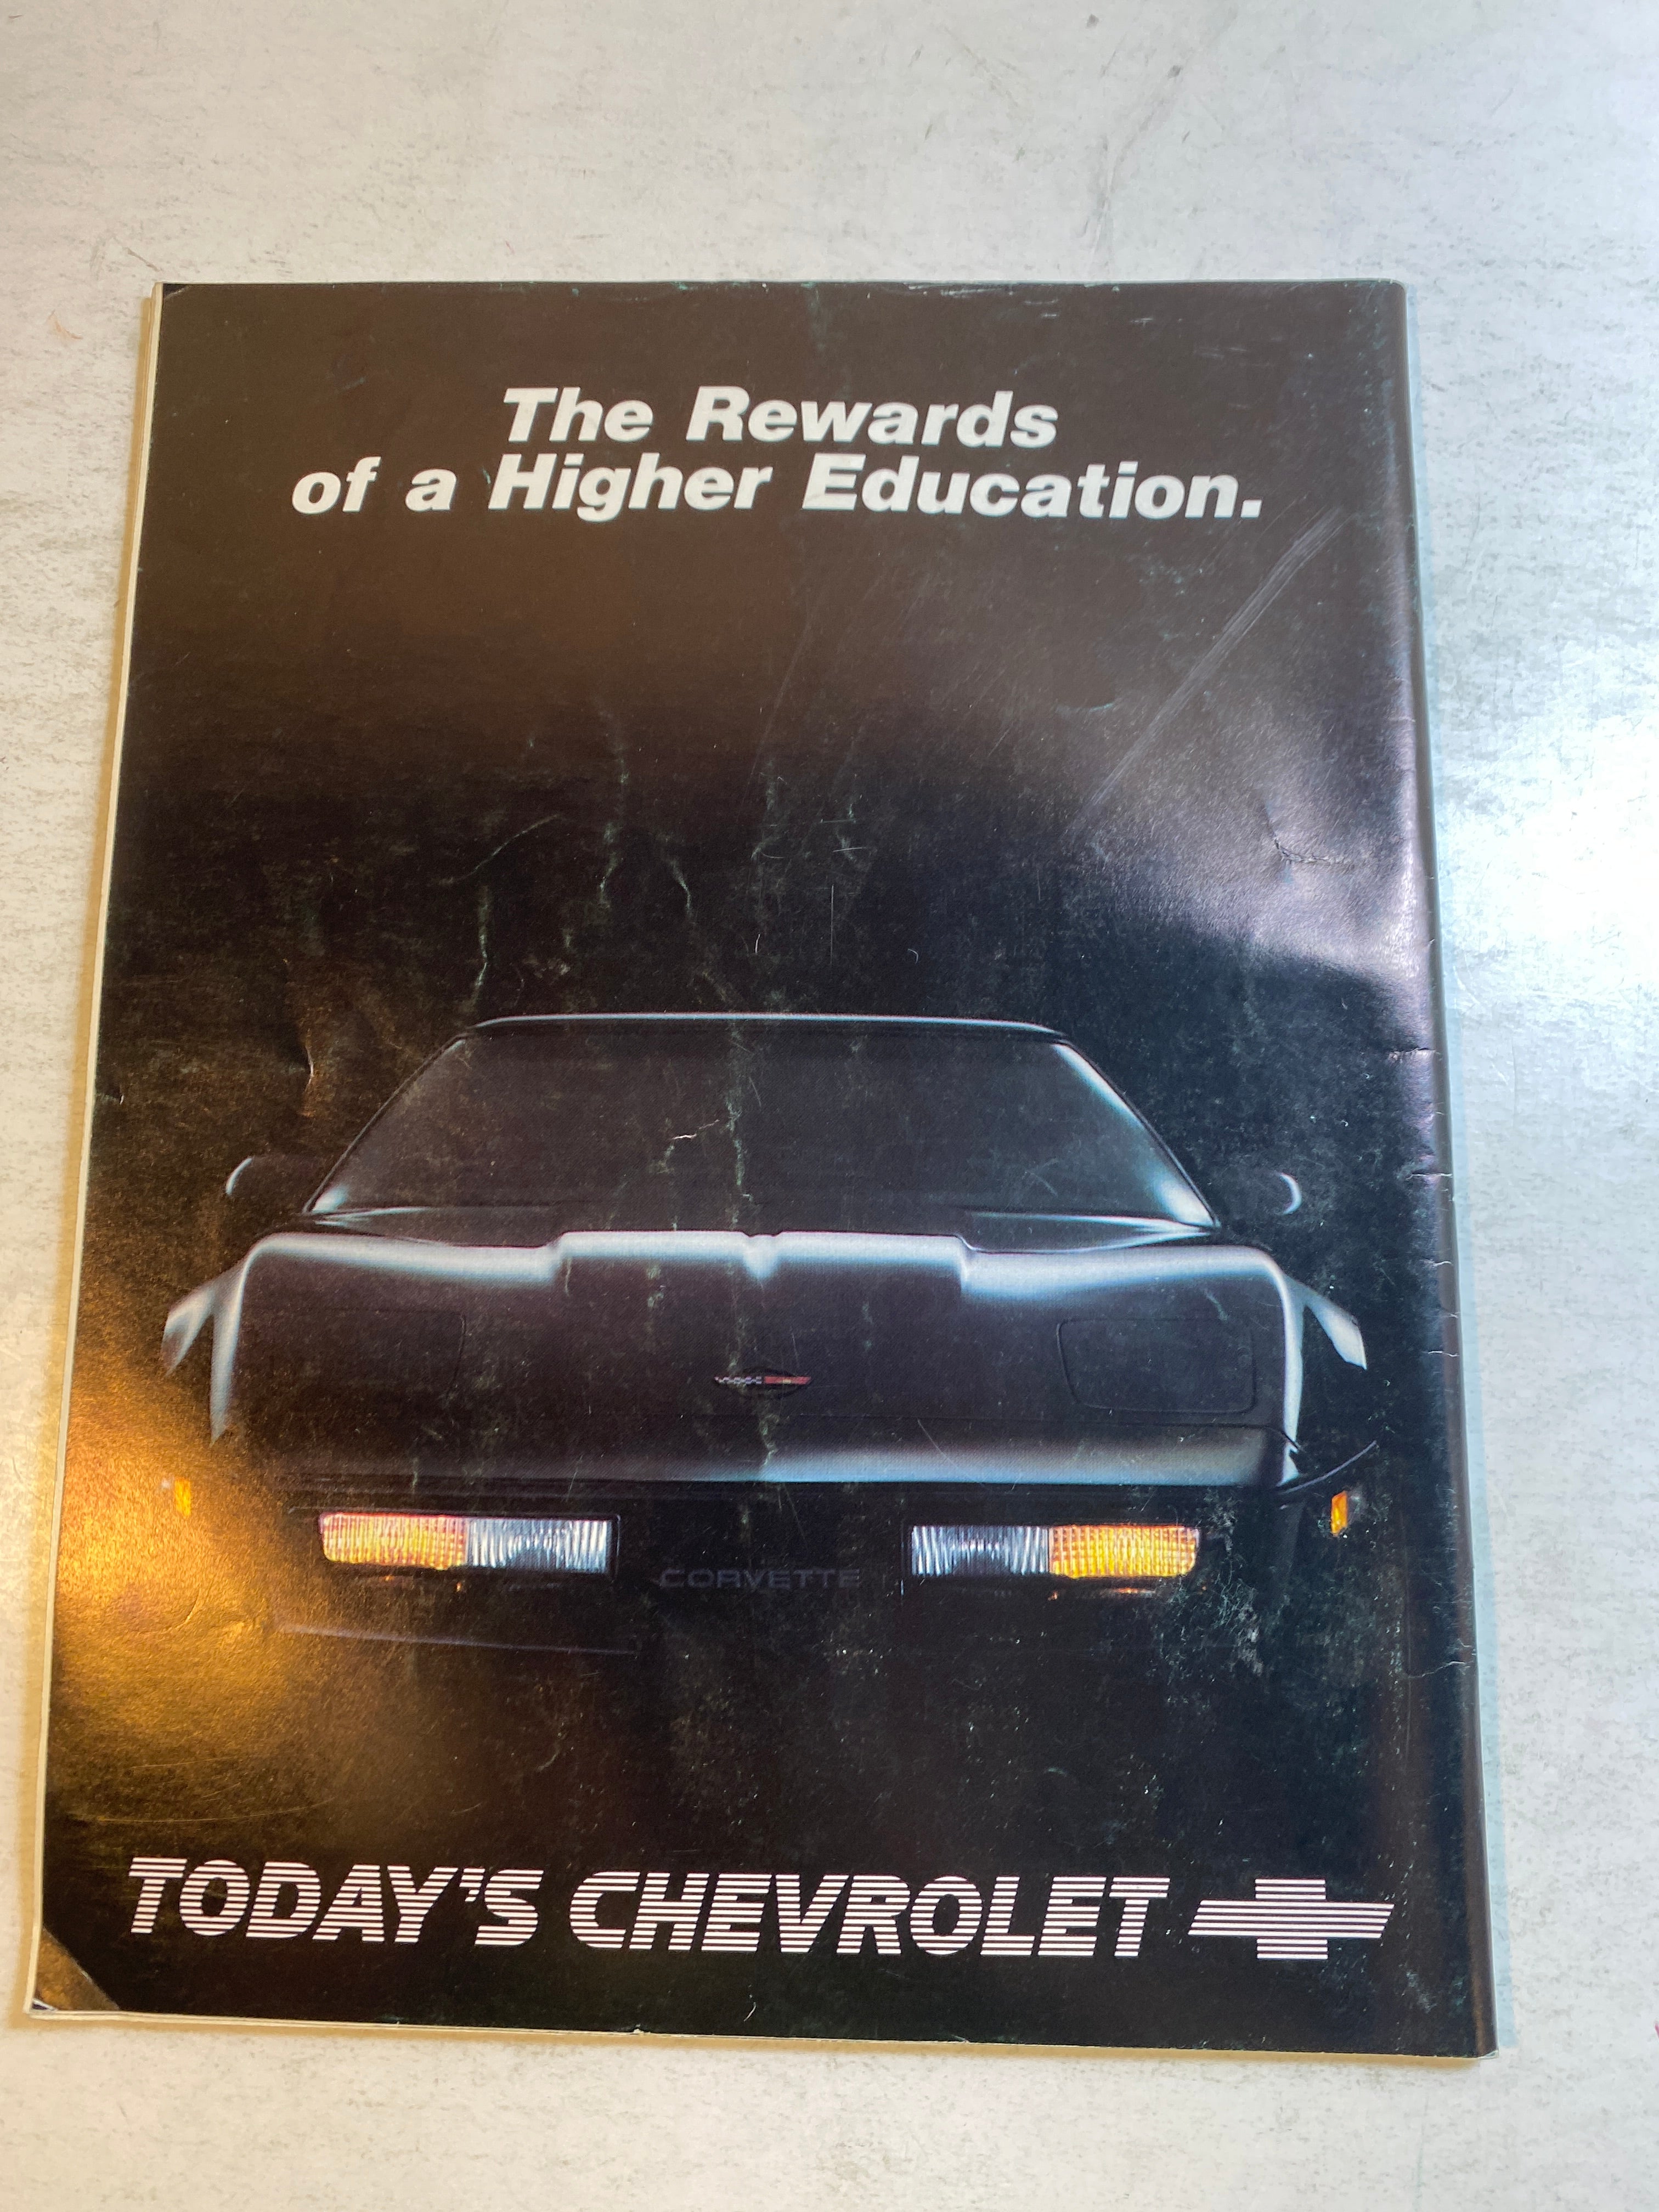 The Rewards
of a Higher Education.
CORVETTE
TODAY'S CHEVROLET